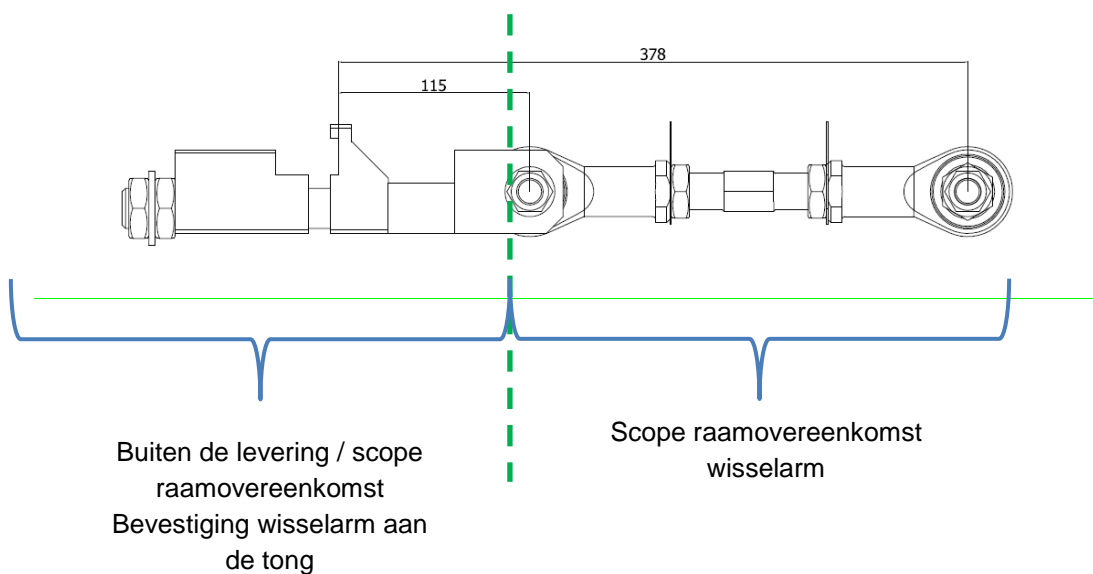 378
115
Buiten de levering / scope
raamovereenkomst
Bevestiging wisselarm aan
de tong
Scope raamovereenkomst
wisselarm